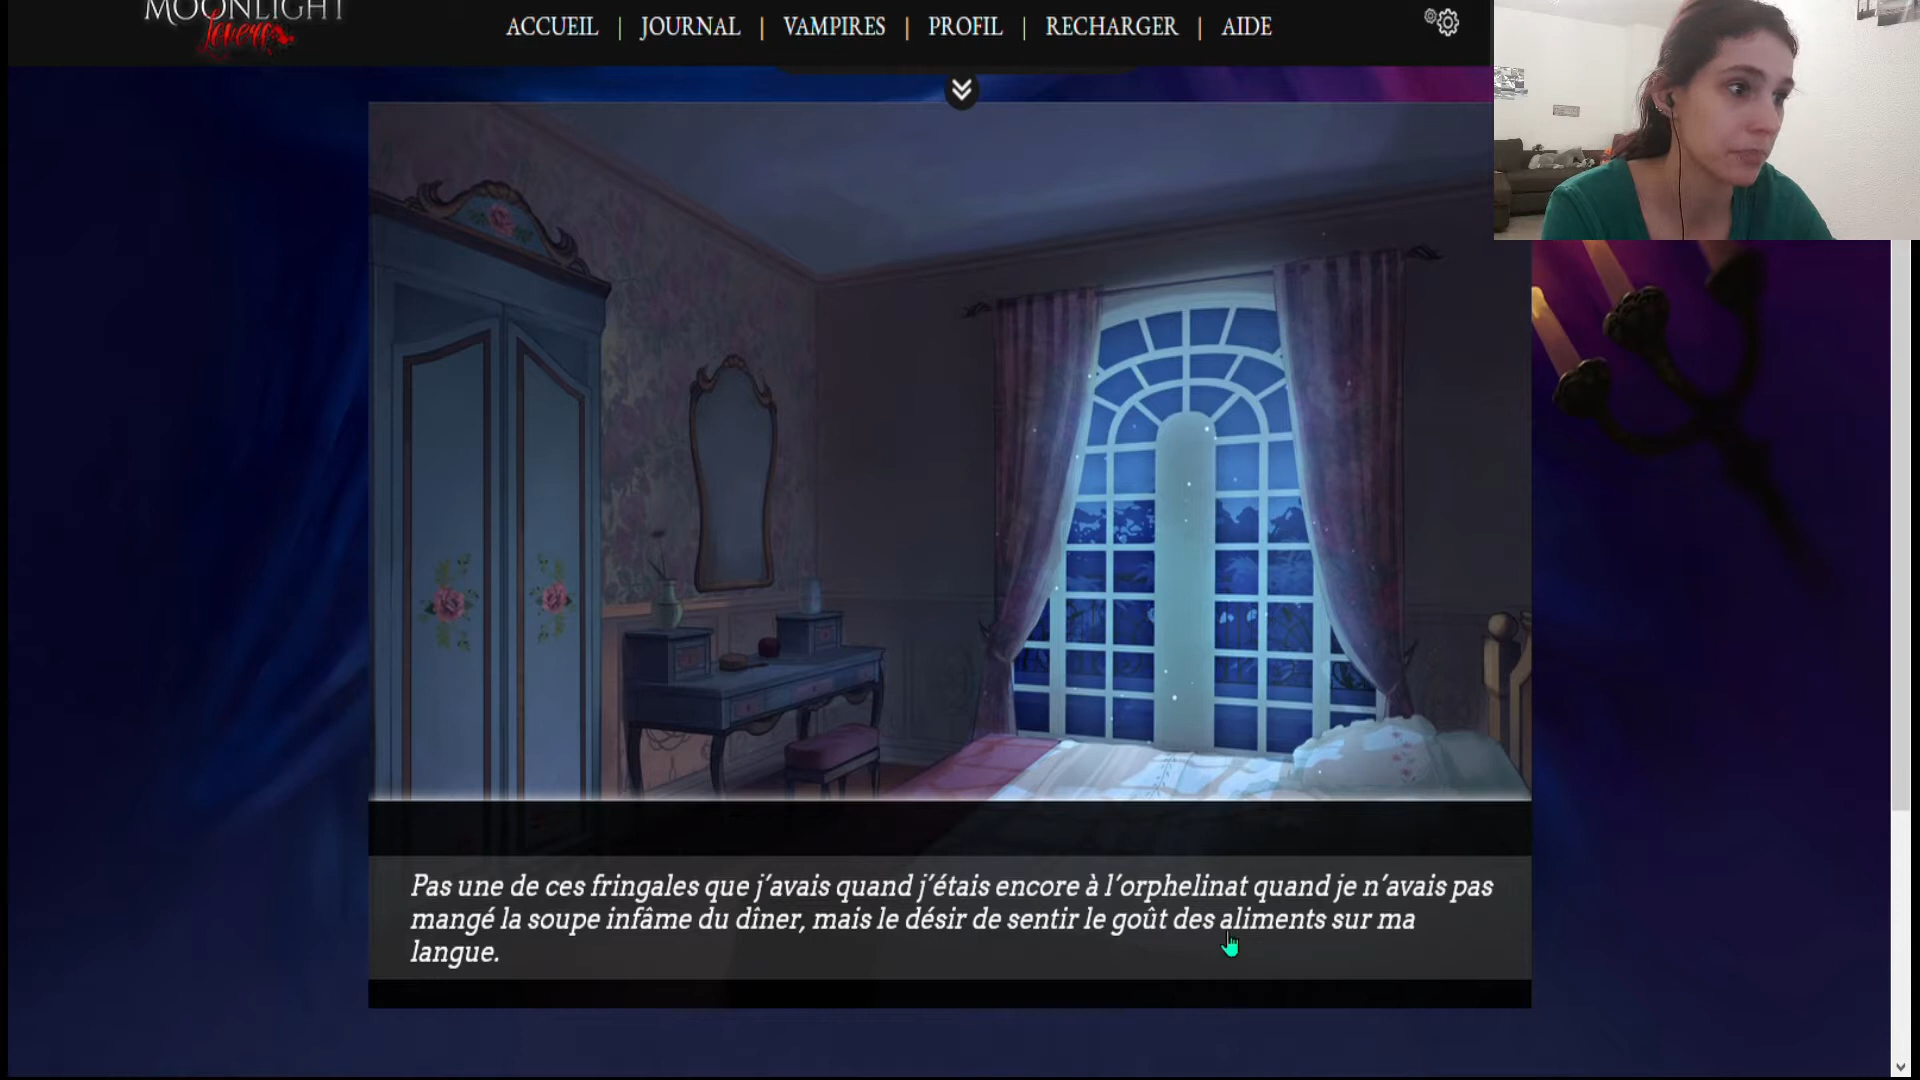 MOONLIGHT
Lovers
ACCUEIL | JOURNAL | VAMPIRES | PROFIL | RECHARGER | AIDE
Pas une de ces fringales que j’avais quand j’étais encore à l’orphelinat quand je n’avais pas
mangé la soupe infâme du dîner, mais le désir de sentir le goût des aliments sur ma
langue.